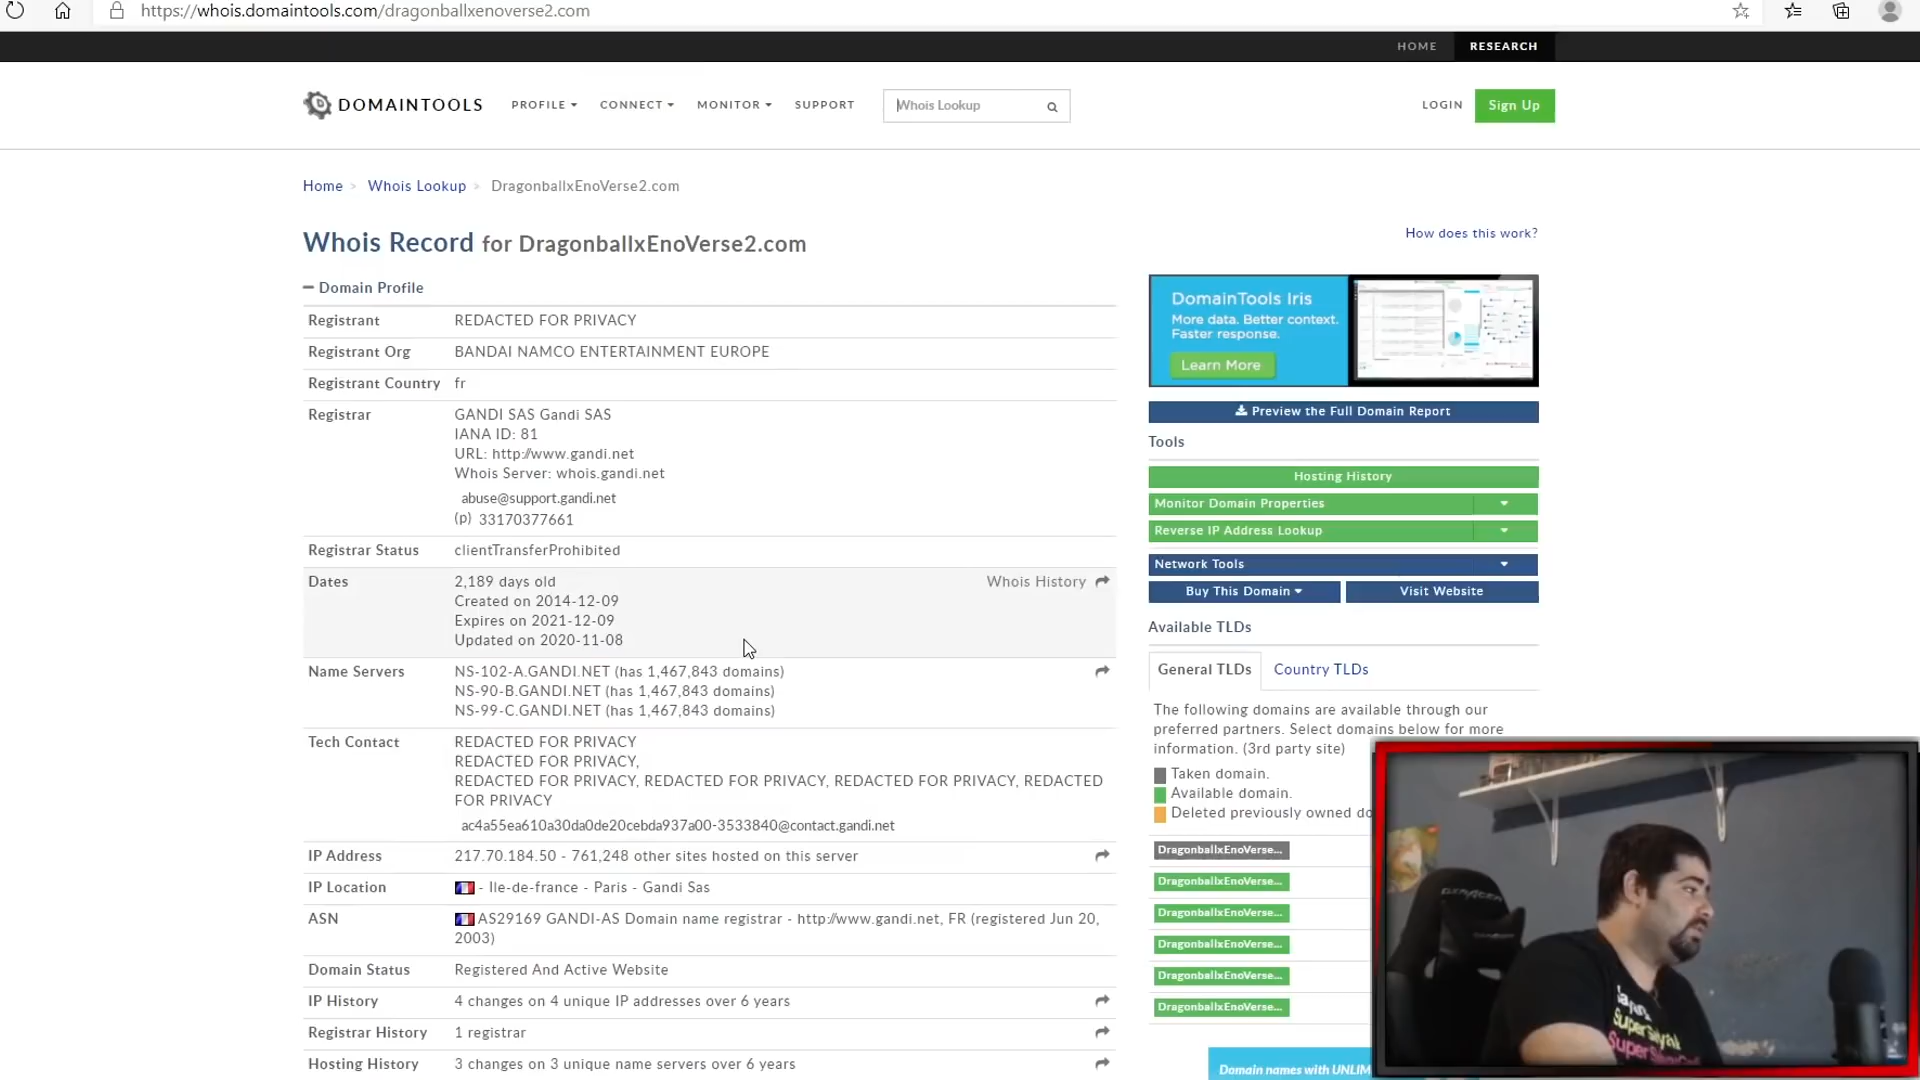 https://whois.domaintools.com/dragonballxenoverse2.com
HOME RESEARCH
DOMAINTOOLS PROFILE CONNECT MONITOR SUPPORT Whois Lookup LOGIN Sign Up
Home > Whois Lookup > DragonballxEnoVerse2.com
Whois Record for DragonballxEnoVerse2.com
How does this work?
Domain Profile
Registrant REDACTED FOR PRIVACY
Registrant Org BANDAI NAMCO ENTERTAINMENT EUROPE
Registrant Country fr
Registrar GANDI SAS Gandi SAS
IANA ID: 81
URL: http://www.gandi.net
Whois Server: whois.gandi.net
abuse@support.gandi.net
(p) 33170377661
Registrar Status clientTransferProhibited
Dates 2,189 days old Whois History
Created on 2014-12-09
Expires on 2021-12-09
Updated on 2020-11-08
Name Servers NS-102-A.GANDI.NET (has 1,467,843 domains)
NS-90-B.GANDI.NET (has 1,467,843 domains)
NS-99-C.GANDI.NET (has 1,467,843 domains)
Tech Contact REDACTED FOR PRIVACY
REDACTED FOR PRIVACY,
REDACTED FOR PRIVACY, REDACTED FOR PRIVACY, REDACTED FOR PRIVACY, REDACTED
FOR PRIVACY
ac4a55ea610a30da0de20cebda937a00-3533840@contact.gandi.net
IP Address 217.70.184.50 - 761,248 other sites hosted on this server
IP Location - Ile-de-france - Paris - Gandi Sas
ASN AS29169 GANDI-AS Domain name registrar - http://www.gandi.net, FR (registered Jun 20,
2003)
Domain Status Registered And Active Website
IP History 4 changes on 4 unique IP addresses over 6 years
Registrar History 1 registrar
Hosting History 3 changes on 3 unique name servers over 6 years
DomainTools Iris
More data. Better context.
Faster response.
Learn More
Preview the Full Domain Report
Tools
Hosting History
Monitor Domain Properties
Reverse IP Address Lookup
Network Tools
Buy This Domain Visit Website
Available TLDs
General TLDs Country TLDs
The following domains are available through our
preferred partners. Select domains below for more
information. (3rd party site)
Taken domain.
Available domain.
Deleted previously owned do
DragonballxEnoVerse...
DragonballxEnoVerse...
DragonballxEnoVerse...
DragonballxEnoVerse...
DragonballxEnoVerse...
DragonballxEnoVerse...
Domain names with UNLIM